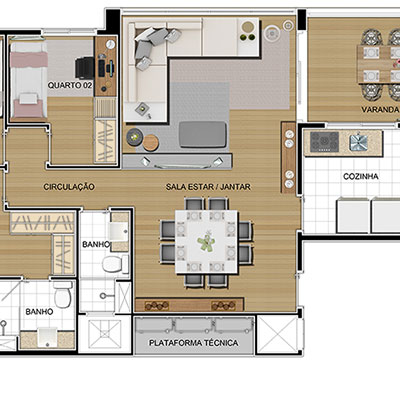 QUARTO 02
VARANDA
COZINHA
CIRCULAÇÃO
SALA ESTAR / JANTAR
BANHO
BANHO
PLATAFORMA TÉCNICA